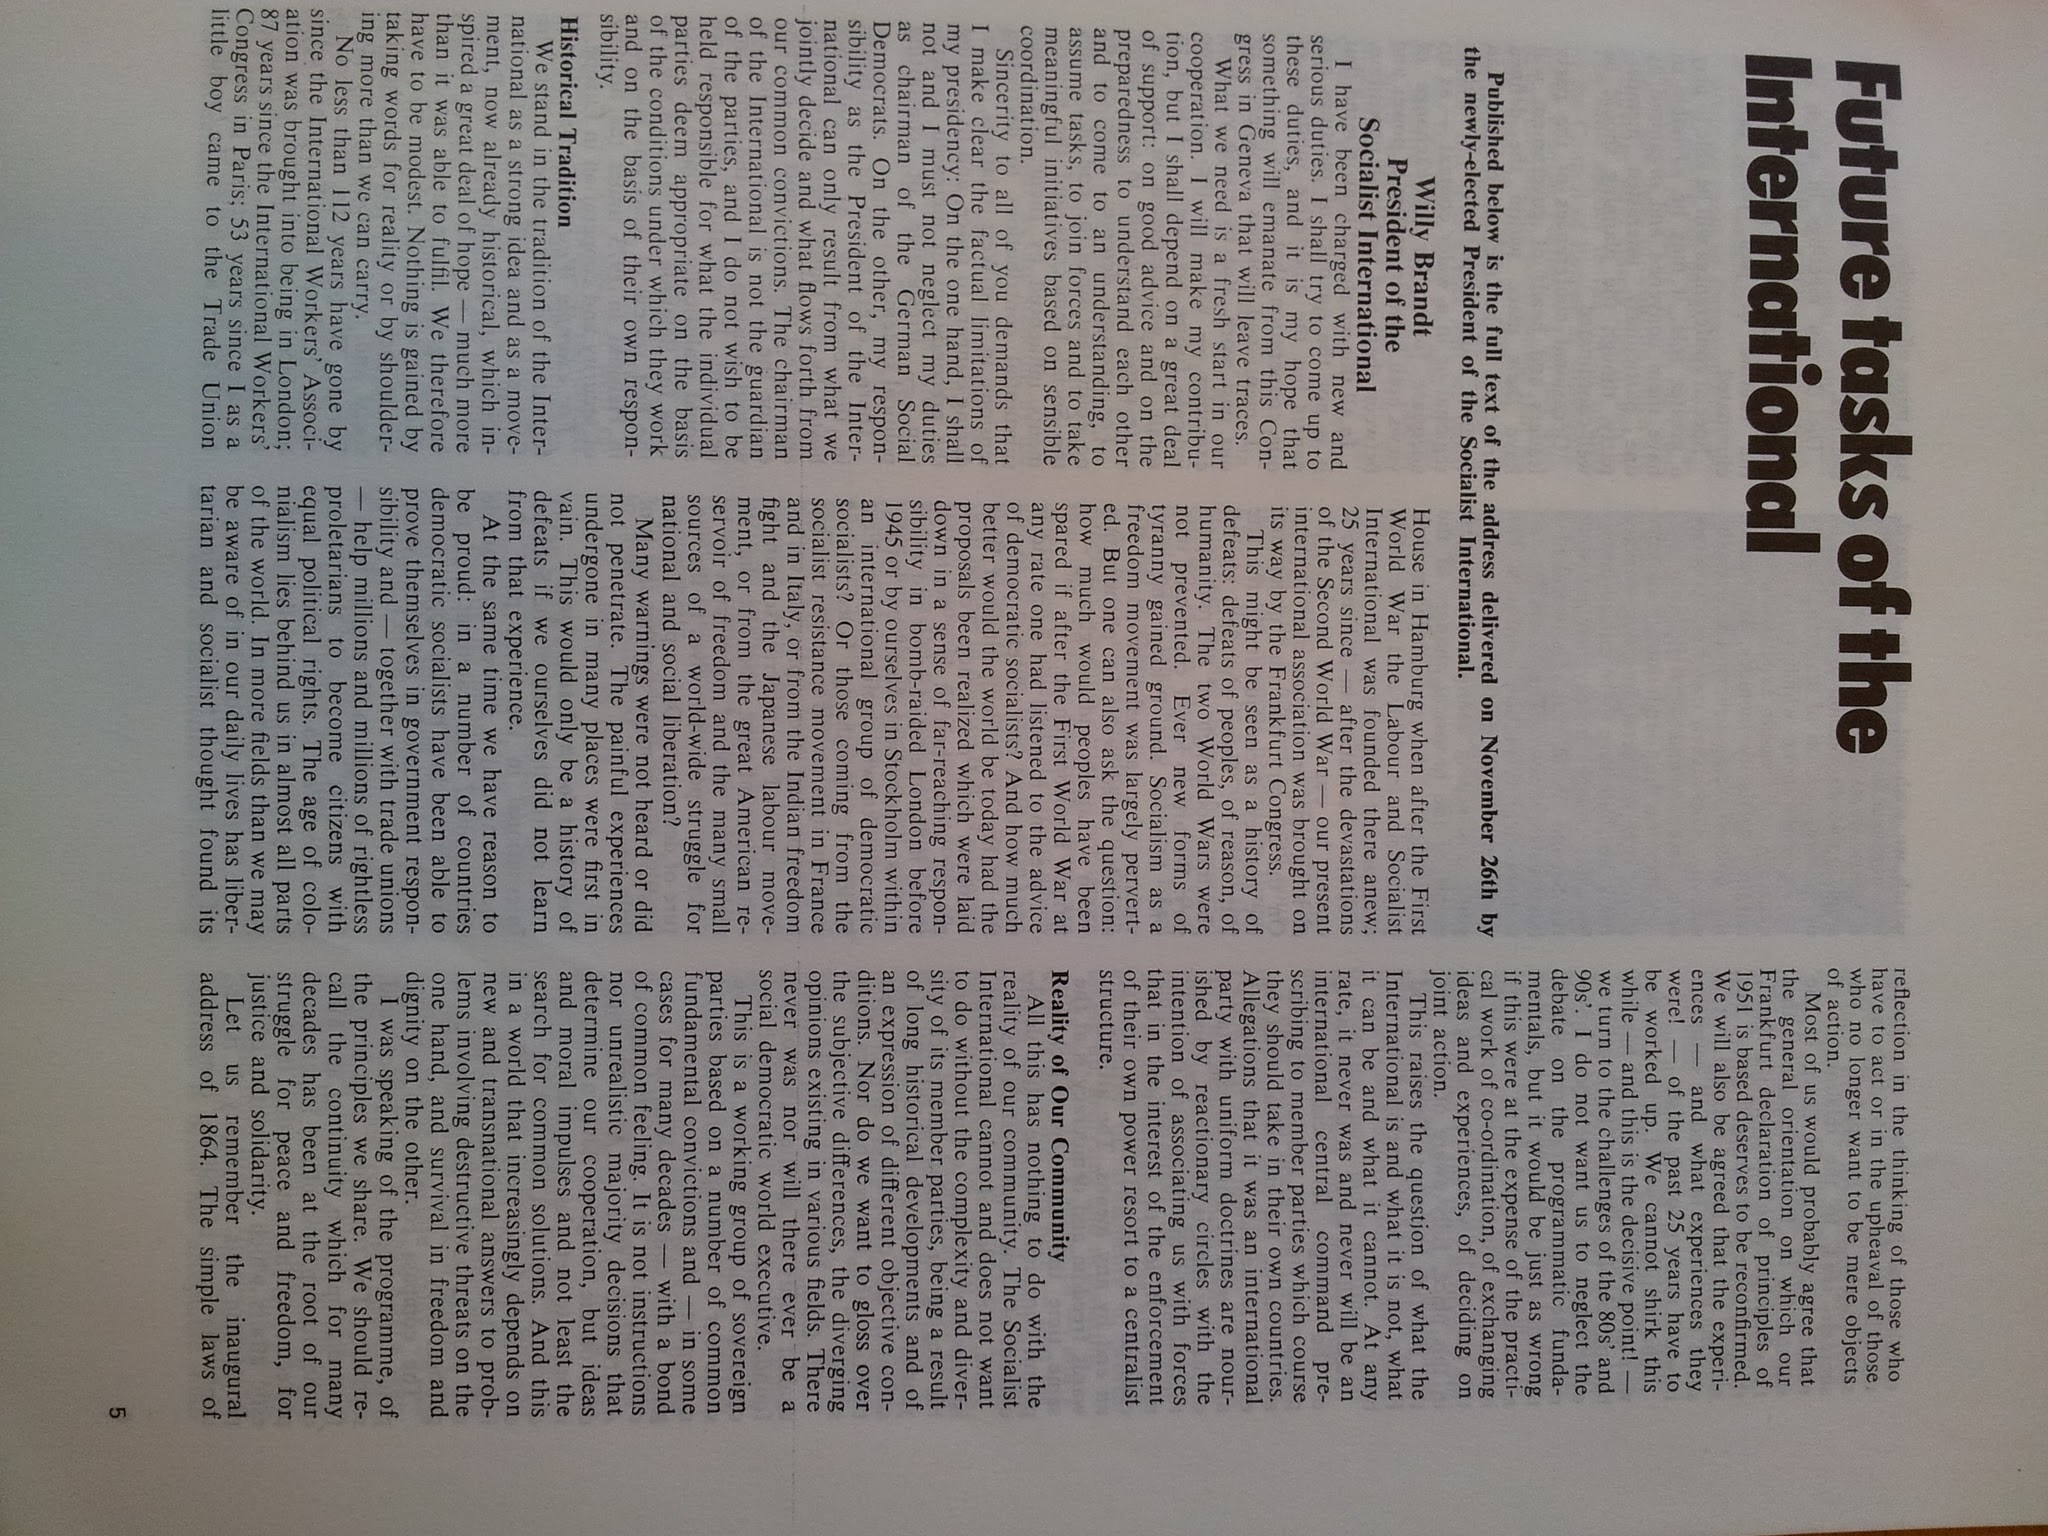 Future tasks of the
International
Published below is the full text of the address delivered on November 26th by
the newly-elected President of the Socialist International.
Willy Brandt
President of the
Socialist International
I have been charged with new and
serious duties. I shall try to come up to
these duties, and it is my hope that
something will emanate from this Con-
gress in Geneva that will leave traces.
What we need is a fresh start in our
cooperation. I will make my contribu-
tion, but I shall depend on a great deal
of support: on good advice and on the
preparedness to understand each other
and to come to an understanding, to
assume tasks, to join forces and to take
meaningful initiatives based on sensible
coordination.
Sincerity to all of you demands that
I make clear the factual limitations of
my presidency: On the one hand, I shall
not and I must not neglect my duties
as chairman of the German Social
Democrats. On the other, my respon-
sibility as the President of the Inter-
national can only result from what we
jointly decide and what flows forth from
our common convictions. The chairman
of the International is not the guardian
of the parties, and I do not wish to be
held responsible for what the individual
parties deem appropriate on the basis
of the conditions under which they work
and on the basis of their own respon-
sibility.
Historical Tradition
We stand in the tradition of the Inter-
national as a strong idea and as a move-
ment, now already historical, which in-
spired a great deal of hope — much more
than it was able to fulfil. We therefore
have to be modest. Nothing is gained by
taking words for reality or by shoulder-
ing more than we can carry.
No less than 112 years have gone by
since the International Workers' Associ-
ation was brought into being in London;
87 years since the International Workers'
Congress in Paris; 53 years since I as a
little boy came to the Trade Union
House in Hamburg when after the First
World War the Labour and Socialist
International was founded there anew;
25 years since — after the devastations
of the Second World War — our present
international association was brought on
its way by the Frankfurt Congress.
This might be seen as a history of
defeats: defeats of peoples, of reason, of
humanity. The two World Wars were
not prevented. Ever new forms of
tyranny gained ground. Socialism as a
freedom movement was largely pervert-
ed. But one can also ask the question:
how much would peoples have been
spared if after the First World War at
any rate one had listened to the advice
of democratic socialists? And how much
better would the world be today had the
proposals been realized which were laid
down in a sense of far-reaching respon-
sibility in bomb-raided London before
1945 or by ourselves in Stockholm within
an international group of democratic
socialists? Or those coming from the
socialist resistance movement in France
and in Italy, or from the Indian freedom
fight and the Japanese labour move-
ment, or from the great American re-
servoir of freedom and the many small
sources of a world-wide struggle for
national and social liberation?
Many warnings were not heard or did
not penetrate. The painful experiences
undergone in many places were first in
vain. This would only be a history of
defeats if we ourselves did not learn
from that experience.
At the same time we have reason to
be proud: in a number of countries
democratic socialists have been able to
prove themselves in government respon-
sibility and — together with trade unions
— help millions and millions of rightless
proletarians to become citizens with
equal political rights. The age of colo-
nialism lies behind us in almost all parts
of the world. In more fields than we may
be aware of in our daily lives has liber-
tarian and socialist thought found its
reflection in the thinking of those who
have to act or in the upheaval of those
who no longer want to be mere objects
of action.
Most of us would probably agree that
the general orientation on which our
Frankfurt declaration of principles of
1951 is based deserves to be reconfirmed.
We will also be agreed that the experi-
ences — and what experiences they
were! — of the past 25 years have to
be worked up. We cannot shirk this
while — and this is the decisive point! —
we turn to the challenges of the 80s' and
90s'. I do not want us to neglect the
debate on the programmatic funda-
mentals, but it would be just as wrong
if this were at the expense of the practi-
cal work of co-ordination, of exchanging
ideas and experiences, of deciding on
joint action.
This raises the question of what the
International is and what it is not, what
it can be and what it cannot. At any
rate, it never was and never will be an
international central command pre-
scribing to member parties which course
they should take in their own countries.
Allegations that it was an international
party with uniform doctrines are nour-
ished by reactionary circles with the
intention of associating us with forces
that in the interest of the enforcement
of their own power resort to a centralist
structure.
Reality of Our Community
All this has nothing to do with the
reality of our community. The Socialist
International cannot and does not want
to do without the complexity and diver-
sity of its member parties, being a result
of long historical developments and of
an expression of different objective con-
ditions. Nor do we want to gloss over
the subjective differences, the diverging
opinions existing in various fields. There
never was nor will there ever be a
social democratic world executive.
This is a working group of sovereign
parties based on a number of common
fundamental convictions and — in some
cases for many decades — with a bond
of common feeling. It is not instructions
nor unrealistic majority decisions that
determine our cooperation, but ideas
and moral impulses and not least the
search for common solutions. And this
in a world that increasingly depends on
new and transnational answers to prob-
lems involving destructive threats on the
one hand, and survival in freedom and
dignity on the other.
I was speaking of the programme, of
the principles we share. We should re-
call the continuity which for many
decades has been at the root of our
struggle for peace and freedom, for
justice and solidarity.
Let us remember the inaugural
address of 1864. The simple laws of
5